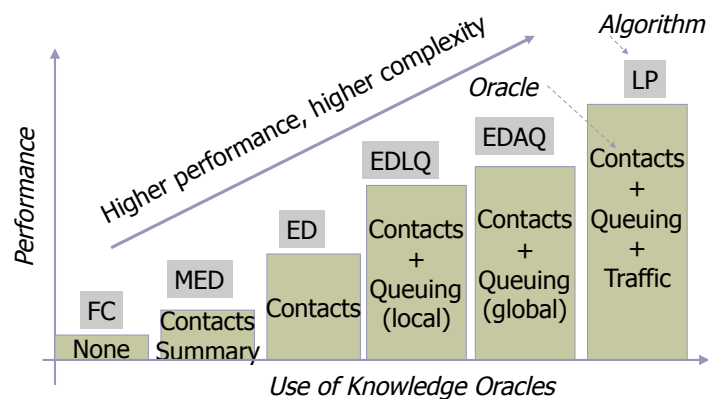 Algorithm
LP
Oracle
Higher performance, higher complexity
Performance
EDAQ
EDLQ
ED
MED
FC
None
Contacts
Summary
Contacts
Contacts
+
Queuing
(local)
Contacts
+
Queuing
(global)
Contacts
+
Queuing
+
Traffic
Use of Knowledge Oracles